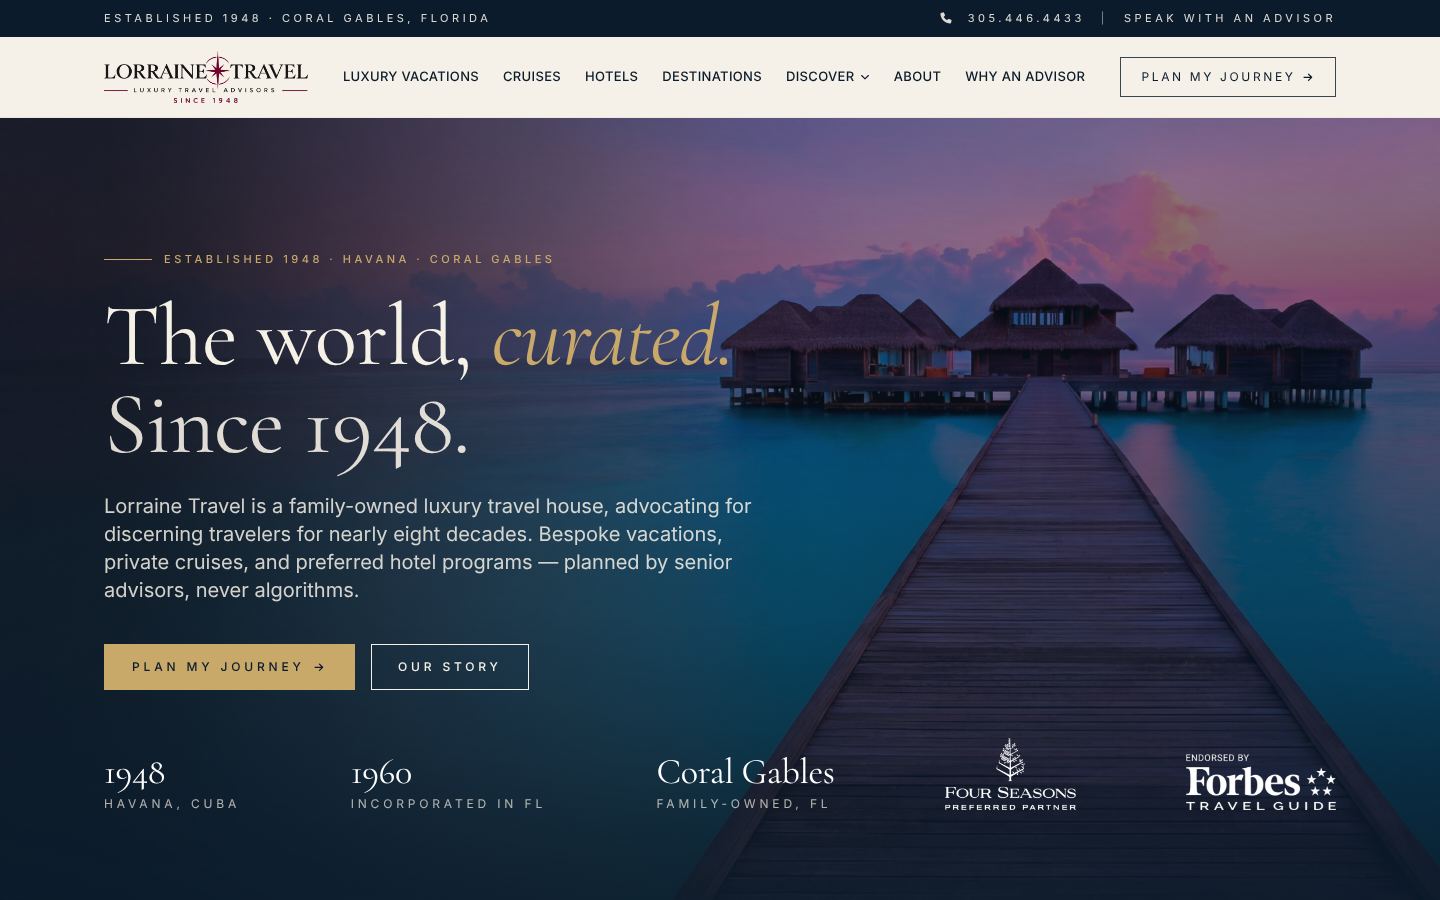 ESTABLISHED 1948 · CORAL GABLES, FLORIDA
305.446.4433
SPEAK WITH AN ADVISOR
LORRAINE TRAVEL
LUXURY TRAVEL ADVISORS
SINCE 1948
LUXURY VACATIONS
CRUISES
HOTELS
DESTINATIONS
DISCOVER
ABOUT
WHY AN ADVISOR
PLAN MY JOURNEY →
ESTABLISHED 1948 · HAVANA · CORAL GABLES
The world, curated.
Since 1948.
Lorraine Travel is a family-owned luxury travel house, advocating for
discerning travelers for nearly eight decades. Bespoke vacations,
private cruises, and preferred hotel programs — planned by senior
advisors, never algorithms.
PLAN MY JOURNEY →
OUR STORY
1948
HAVANA, CUBA
1960
INCORPORATED IN FL
Coral Gables
FAMILY-OWNED, FL
FOUR SEASONS
PREFERRED PARTNER
ENDORSED BY
Forbes
TRAVEL GUIDE